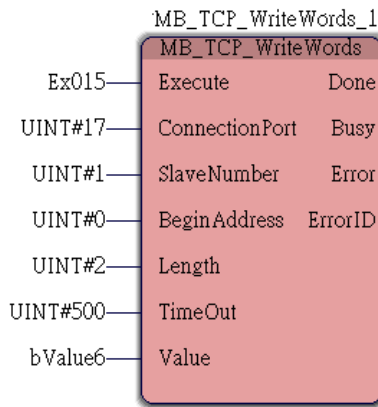 MB_TCP_WriteWords_1
MB_TCP_WriteWords
Ex015 Execute Done
UINT#17 ConnectionPort Busy
UINT#1 SlaveNumber Error
UINT#0 BeginAddress ErrorID
UINT#2 Length
UINT#500 TimeOut
bValue6 Value